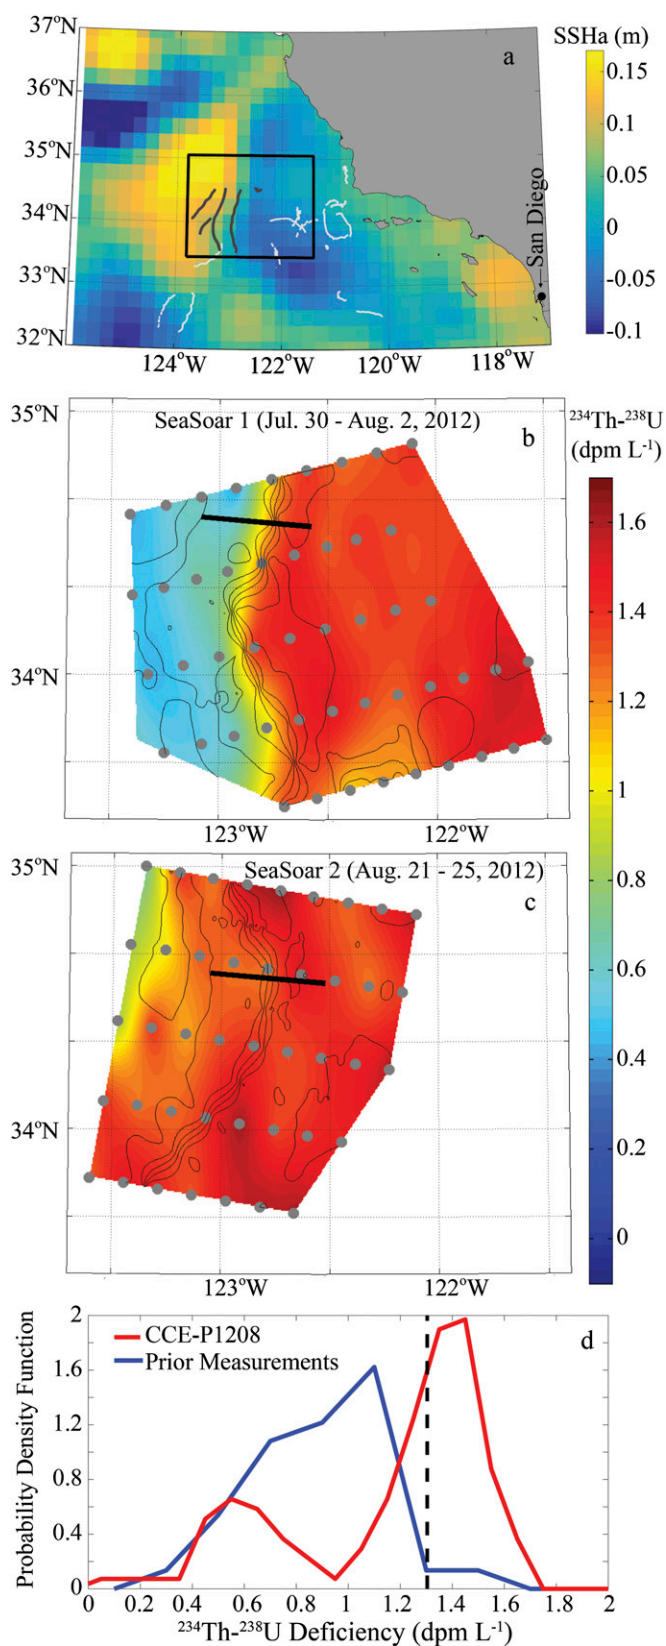 37ºN
36ºN
35ºN
34ºN
33ºN
32ºN
a
SSHa (m)
0.15
0.1
0.05
0
-0.05
-0.1
San Diego
124ºW
122ºW
120ºW
118ºW
35ºN
34ºN
SeaSoar 1 (Jul. 30 - Aug. 2, 2012)
b
123ºW
122ºW
²³⁴Th-²³⁸U
(dpm L⁻¹)
1.6
1.4
1.2
1
0.8
0.6
0.4
0.2
0
35ºN
34ºN
SeaSoar 2 (Aug. 21 - 25, 2012)
c
123ºW
122ºW
Probability Density Function
2
1.6
1.2
0.8
0.4
0
CCE-P1208
Prior Measurements
d
0
0.2
0.4
0.6
0.8
1
1.2
1.4
1.6
1.8
2
²³⁴Th-²³⁸U Deficiency (dpm L⁻¹)